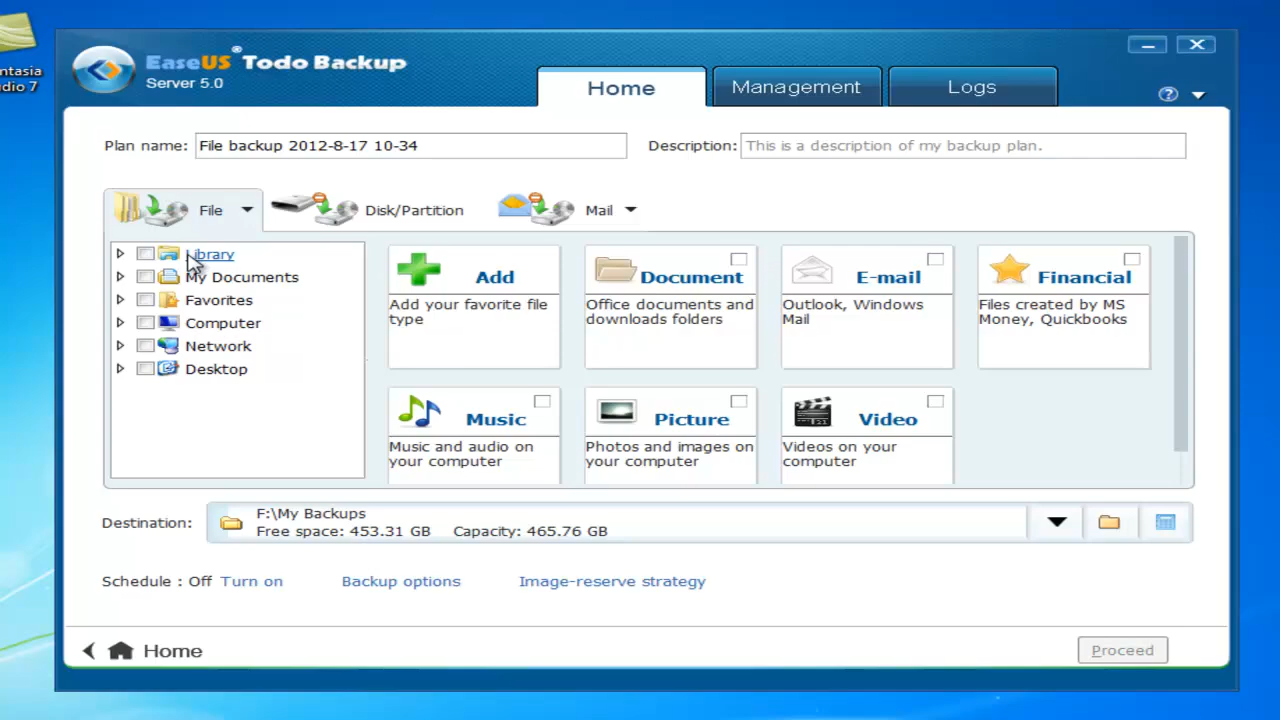 ntasia
dio 7
EaseUS® Todo Backup
Server 5.0
Home
Management
Logs
Plan name: File backup 2012-8-17 10-34
Description: This is a description of my backup plan.
File
Disk/Partition
Mail
Library
My Documents
Favorites
Computer
Network
Desktop
Add
Add your favorite file
type
Document
Office documents and
downloads folders
E-mail
Outlook, Windows
Mail
Financial
Files created by MS
Money, Quickbooks
Music
Music and audio on
your computer
Picture
Photos and images on
your computer
Video
Videos on your
computer
Destination:
F:\My Backups
Free space: 453.31 GB Capacity: 465.76 GB
Schedule : Off Turn on
Backup options
Image-reserve strategy
Home
Proceed